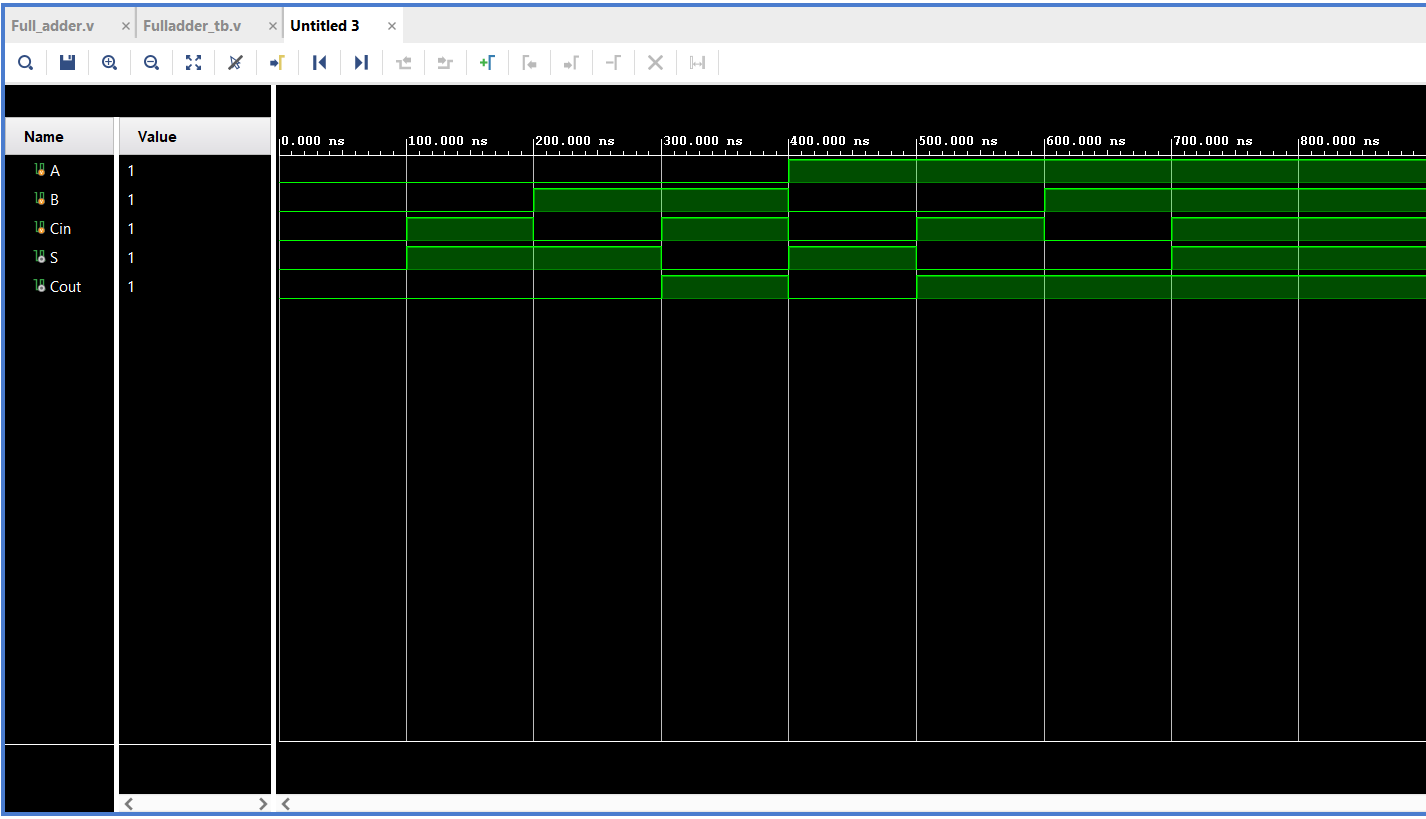 Full_adder.v × Fulladder_tb.v × Untitled 3 ×
Name Value
0.000 ns 100.000 ns 200.000 ns 300.000 ns 400.000 ns 500.000 ns 600.000 ns 700.000 ns 800.000 ns
A 1
B 1
Cin 1
S 1
Cout 1